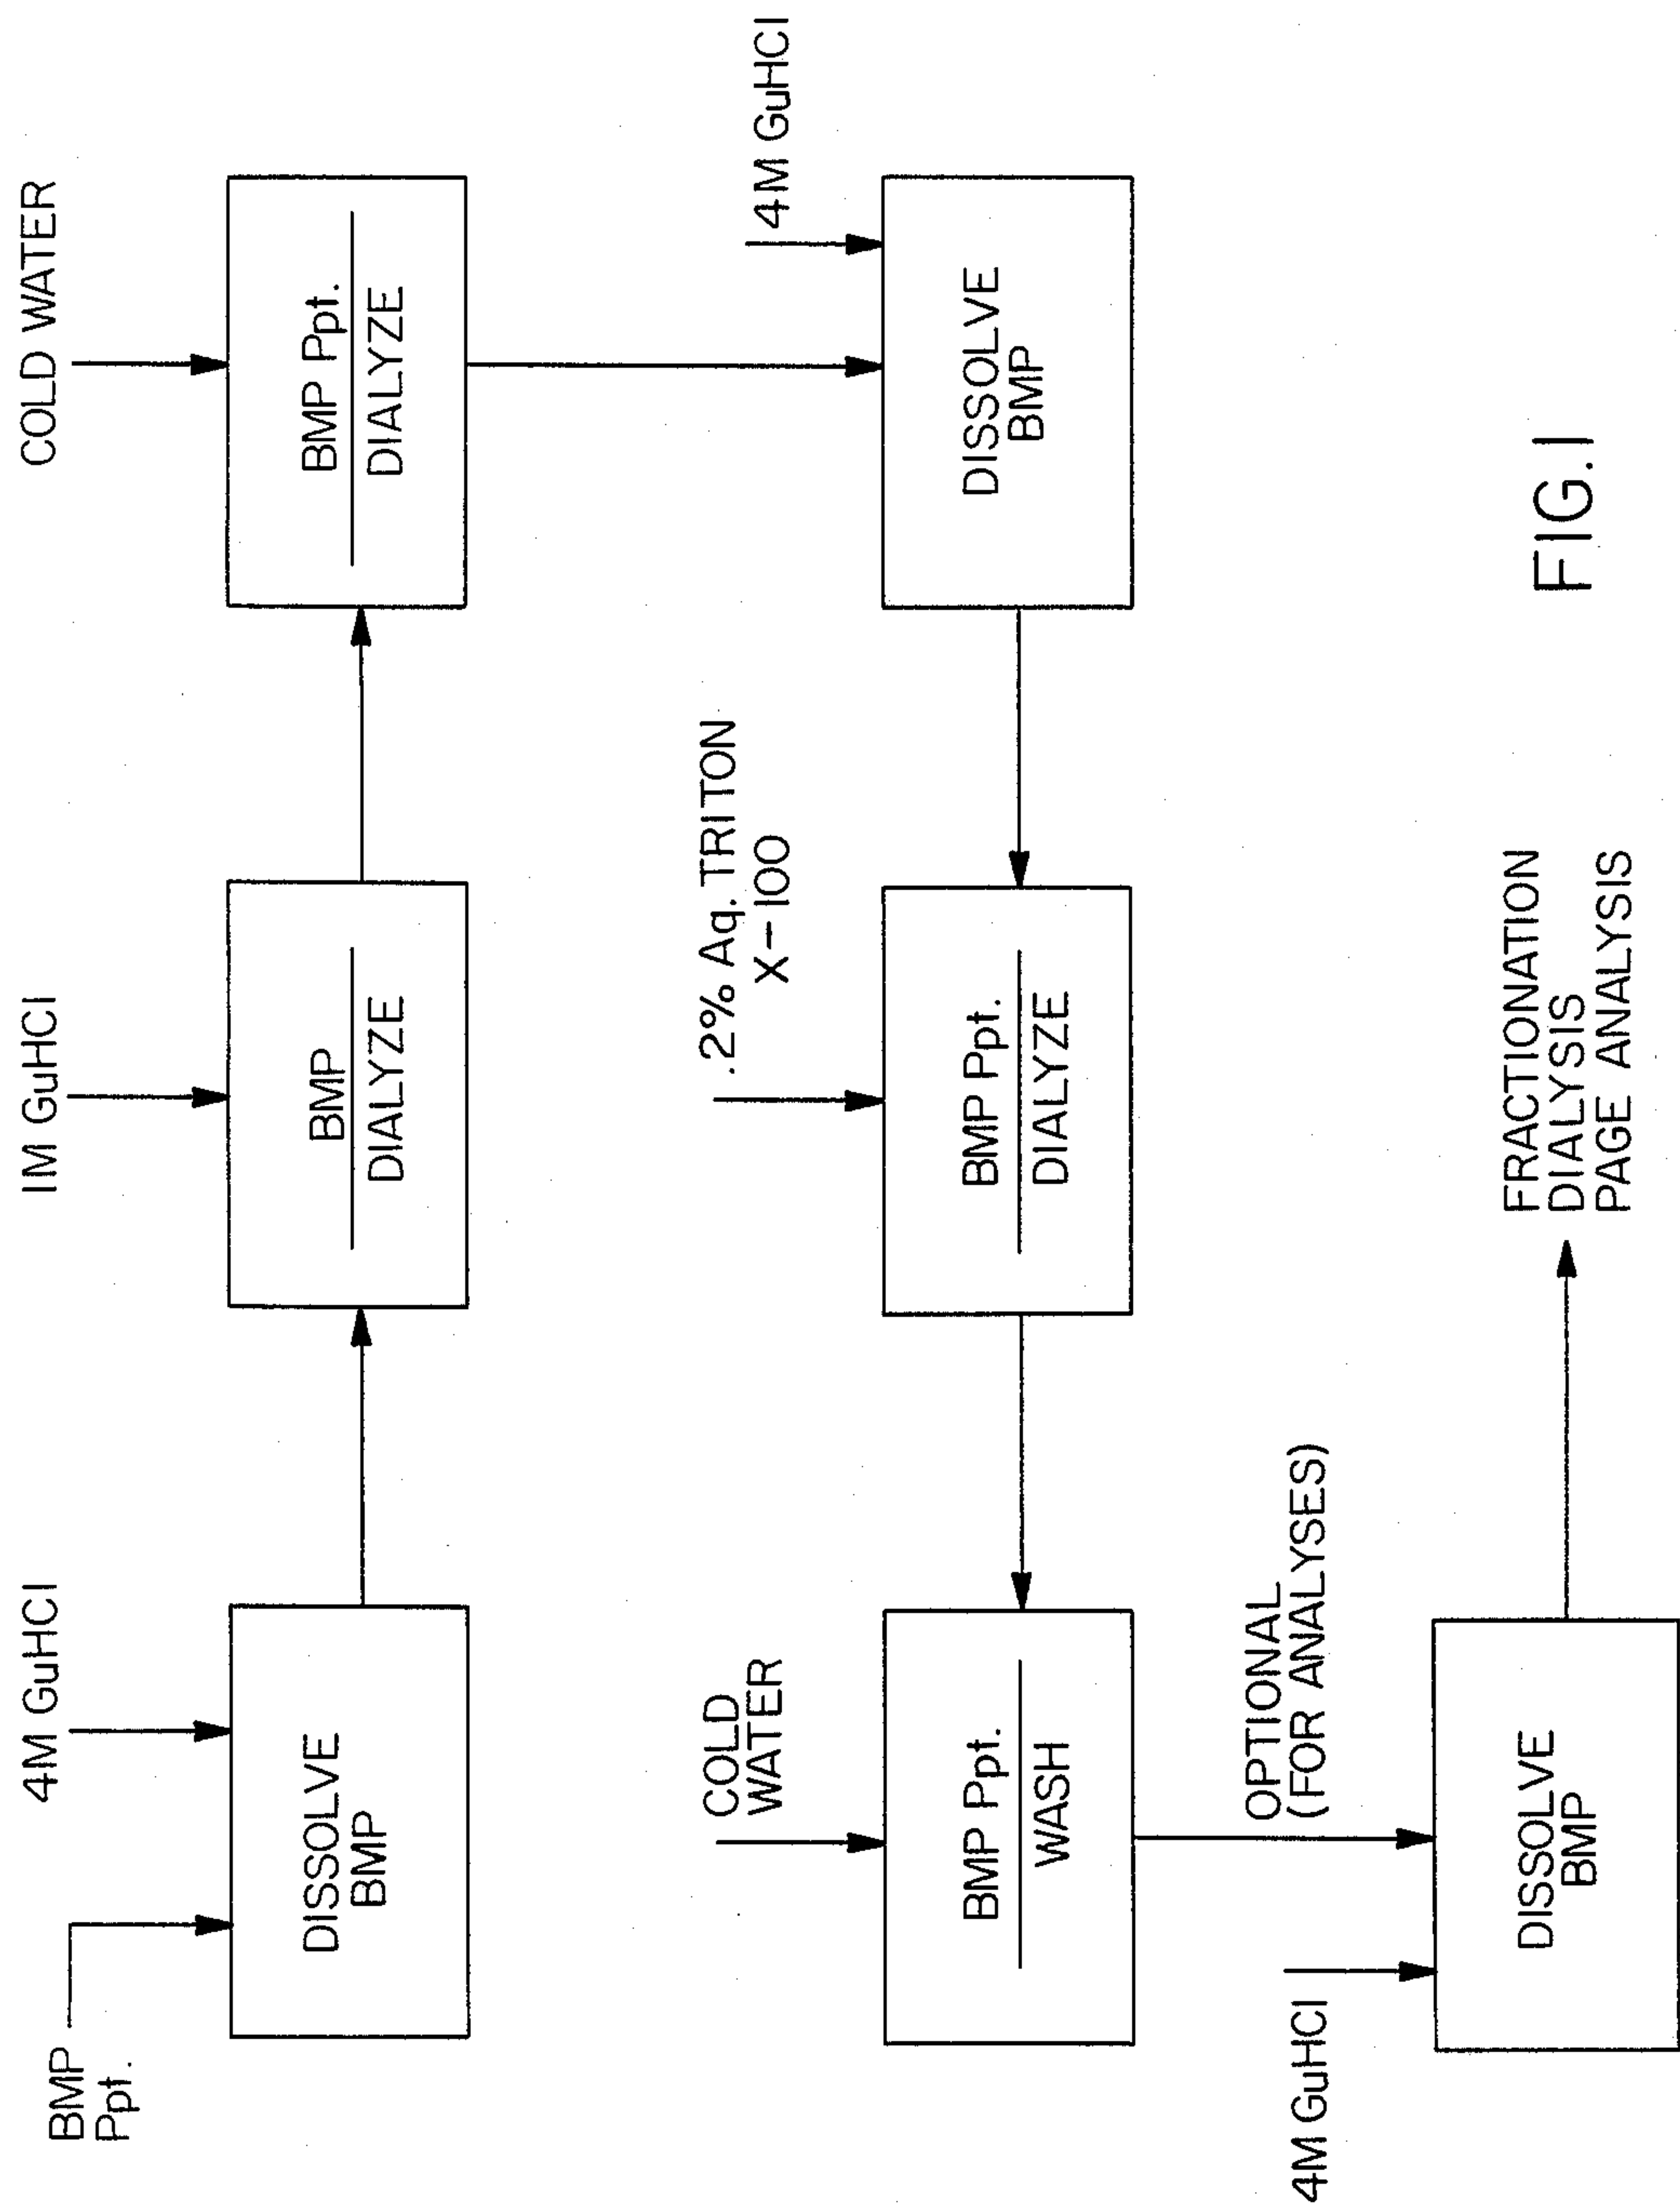 BMP
Ppt.
4M GuHCl
DISSOLVE
BMP
1M GuHCl
BMP
DIALYZE
COLD WATER
BMP Ppt.
DIALYZE
4M GuHCl
DISSOLVE
BMP
.2% Aq. TRITON
X-100
BMP Ppt.
DIALYZE
COLD
WATER
BMP Ppt.
WASH
OPTIONAL
(FOR ANALYSES)
4M GuHCl
DISSOLVE
BMP
FRACTIONATION
DIALYSIS
PAGE ANALYSIS
FIG.1